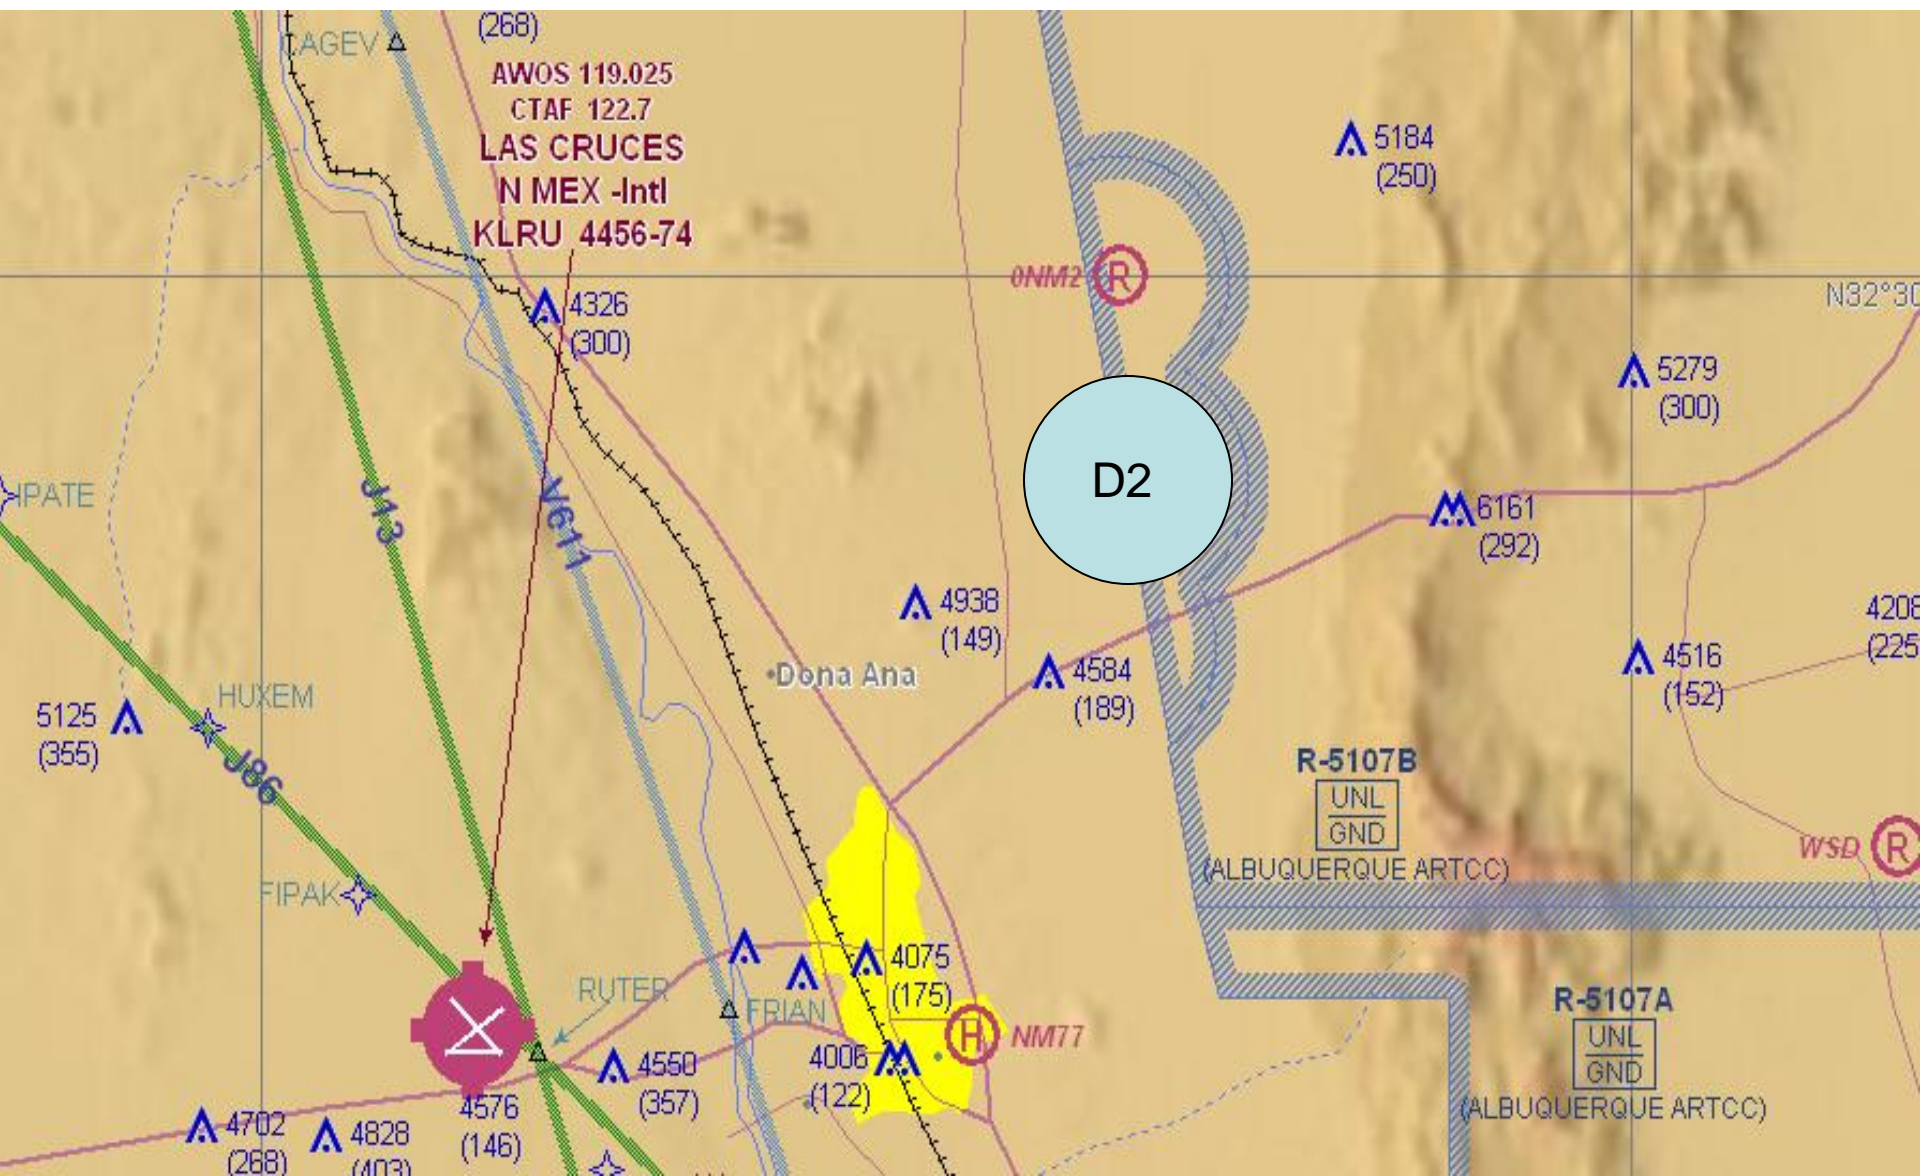 (268)
CAGEV
AWOS 119.025
CTAF 122.7
LAS CRUCES
N MEX -Intl
KLRU 4456-74
5184
(250)
0NM2
R
N32°30
4326
(300)
5279
(300)
IPATE
J13
V611
D2
6161
(292)
4938
(149)
4208
(225
4584
(189)
4516
(152)
Dona Ana
HUXEM
5125
(355)
J86
R-5107B
UNL
GND
(ALBUQUERQUE ARTCC)
WSD
R
FIPAK
4075
(175)
RUTER
FRIAN
H
NM77
R-5107A
UNL
GND
(ALBUQUERQUE ARTCC)
4550
(357)
4006
(122)
4576
(146)
4702
(268)
4828
(403)